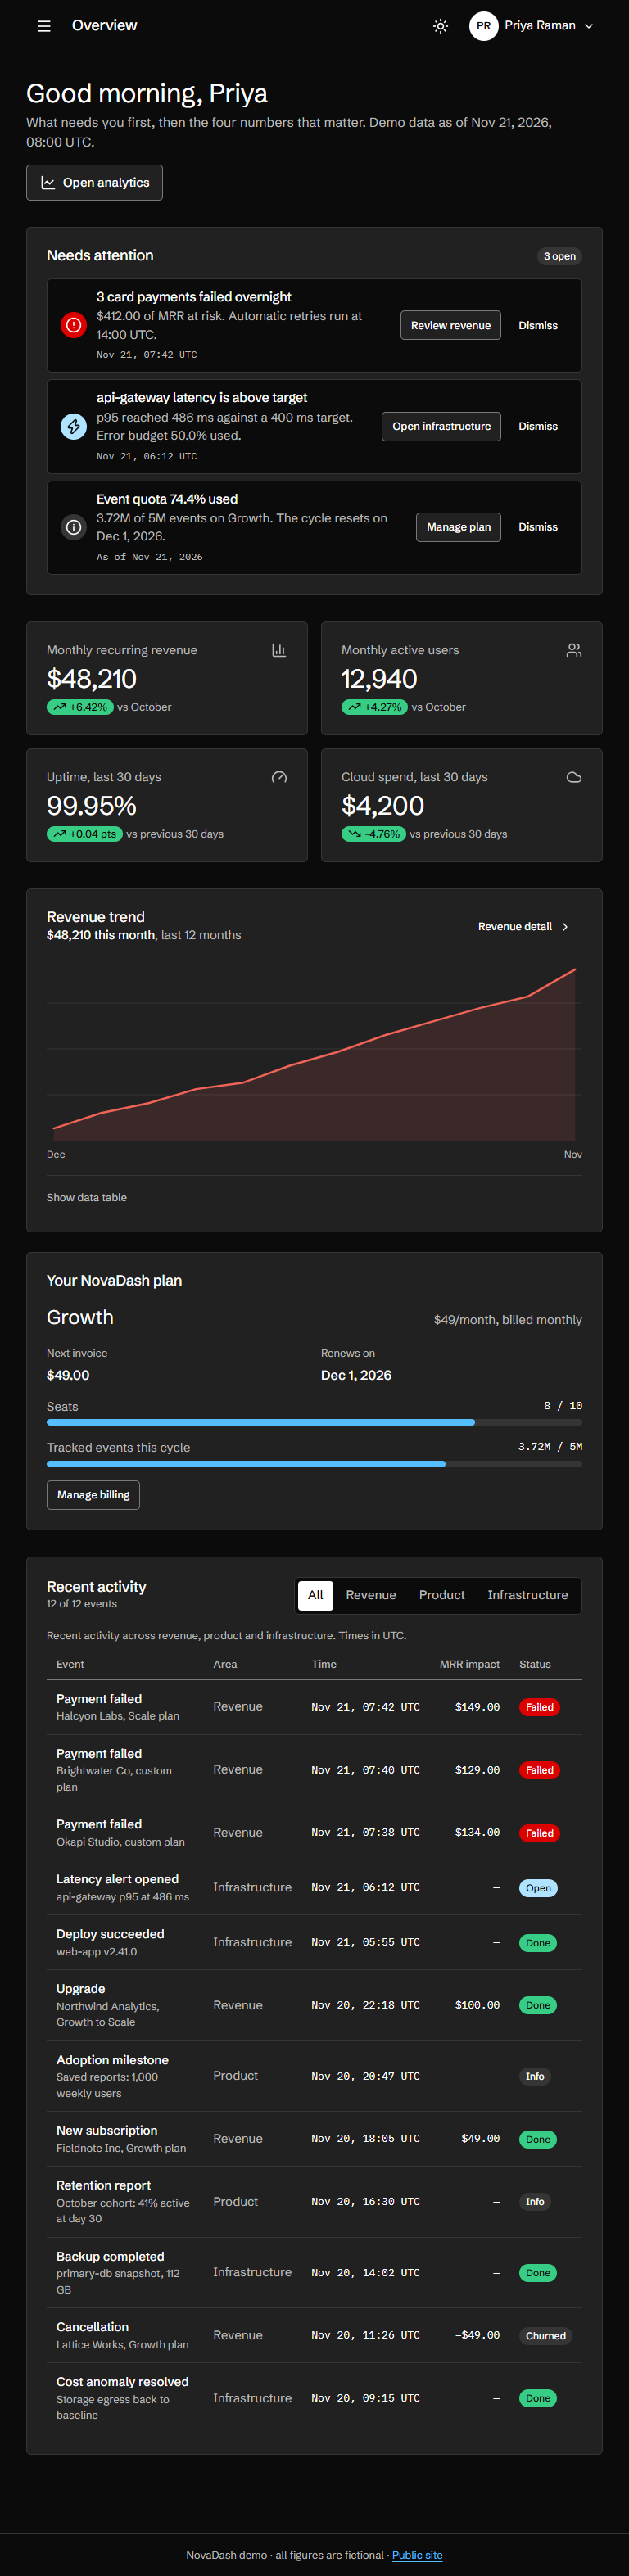 Overview
PR
Priya Raman
Good morning, Priya
What needs you first, then the four numbers that matter. Demo data as of Nov 21, 2026,
08:00 UTC.
Open analytics
Needs attention
3 open
3 card payments failed overnight
$412.00 of MRR at risk. Automatic retries run at
14:00 UTC.
Nov 21, 07:42 UTC
Review revenue
Dismiss
api-gateway latency is above target
p95 reached 486 ms against a 400 ms target.
Error budget 50.0% used.
Nov 21, 06:12 UTC
Open infrastructure
Dismiss
Event quota 74.4% used
3.72M of 5M events on Growth. The cycle resets on
Dec 1, 2026.
As of Nov 21, 2026
Manage plan
Dismiss
Monthly recurring revenue
$48,210
+6.42% vs October
Monthly active users
12,940
+4.27% vs October
Uptime, last 30 days
99.95%
+0.04 pts vs previous 30 days
Cloud spend, last 30 days
$4,200
-4.76% vs previous 30 days
Revenue trend
$48,210 this month, last 12 months
Revenue detail
Dec
Nov
Show data table
Your NovaDash plan
Growth
$49/month, billed monthly
Next invoice
$49.00
Renews on
Dec 1, 2026
Seats
8 / 10
Tracked events this cycle
3.72M / 5M
Manage billing
Recent activity
12 of 12 events
All
Revenue
Product
Infrastructure
Recent activity across revenue, product and infrastructure. Times in UTC.
Event Area Time MRR impact Status
Payment failed
Halcyon Labs, Scale plan
Revenue
Nov 21, 07:42 UTC
$149.00
Failed
Payment failed
Brightwater Co, custom
plan
Revenue
Nov 21, 07:40 UTC
$129.00
Failed
Payment failed
Okapi Studio, custom plan
Revenue
Nov 21, 07:38 UTC
$134.00
Failed
Latency alert opened
api-gateway p95 at 486 ms
Infrastructure
Nov 21, 06:12 UTC
—
Open
Deploy succeeded
web-app v2.41.0
Infrastructure
Nov 21, 05:55 UTC
—
Done
Upgrade
Northwind Analytics,
Growth to Scale
Revenue
Nov 20, 22:18 UTC
$100.00
Done
Adoption milestone
Saved reports: 1,000
weekly users
Product
Nov 20, 20:47 UTC
—
Info
New subscription
Fieldnote Inc, Growth plan
Revenue
Nov 20, 18:05 UTC
$49.00
Done
Retention report
October cohort: 41% active
at day 30
Product
Nov 20, 16:30 UTC
—
Info
Backup completed
primary-db snapshot, 112
GB
Infrastructure
Nov 20, 14:02 UTC
—
Done
Cancellation
Lattice Works, Growth plan
Revenue
Nov 20, 11:26 UTC
−$49.00
Churned
Cost anomaly resolved
Storage egress back to
baseline
Infrastructure
Nov 20, 09:15 UTC
—
Done
NovaDash demo · all figures are fictional · Public site